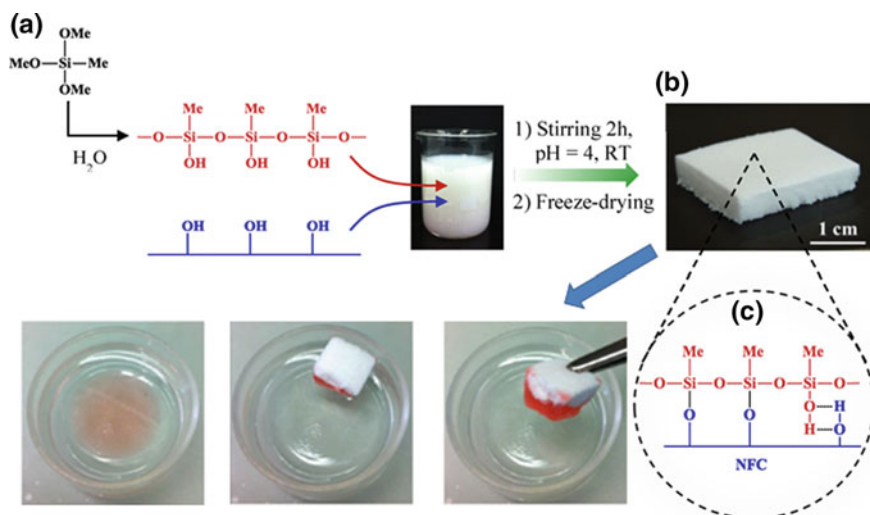 (a)
OMe
MeO—Si—Me
OMe
H₂O
Me Me Me
—O—Si—O—Si—O—Si—O—
OH OH OH
OH OH OH
1) Stirring 2h,
pH = 4, RT
2) Freeze-drying
(b)
1 cm
(c)
Me Me Me
—O—Si—O—Si—O—Si—O—
O O O---H
H---O
NFC